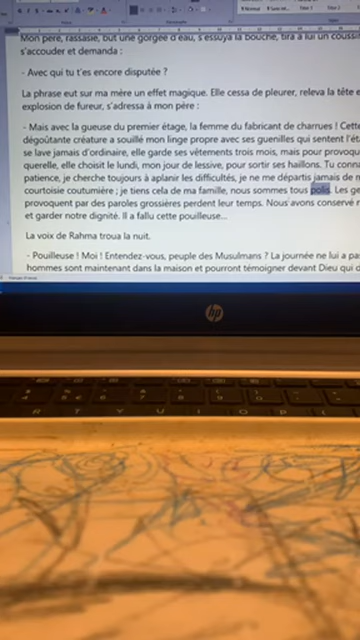 Mon père, rassasié, but une gorgée d'eau, s'essuya la bouche, tira à lui un coussin
s'accouder et demanda :
- Avec qui t'es encore disputée ?
La phrase eut sur ma mère un effet magique. Elle cessa de pleurer, releva la tête e
explosion de fureur, s'adressa à mon père :
- Mais avec la gueuse du premier étage, la femme du fabricant de charrues ! Cette
dégoûtante créature a souillé mon linge propre avec ses guenilles qui sentent l'éta
se lave jamais d'ordinaire, elle garde ses vêtements trois mois, mais pour provoque
querelle, elle choisit le lundi, mon jour de lessive, pour sortir ses haillons. Tu conna
patience, je cherche toujours à aplanir les difficultés, je ne me départis jamais de m
courtoisie coutumière ; je tiens cela de ma famille, nous sommes tous polis. Les ge
provoquent par des paroles grossières perdent leur temps. Nous avons conservé n
et garder notre dignité. Il a fallu cette pouilleuse...
La voix de Rahma troua la nuit.
- Pouilleuse ! Moi ! Entendez-vous, peuple des Musulmans ? La journée ne lui a pa
hommes sont maintenant dans la maison et pourront témoigner devant Dieu qui d
hp
R T Y U I O P